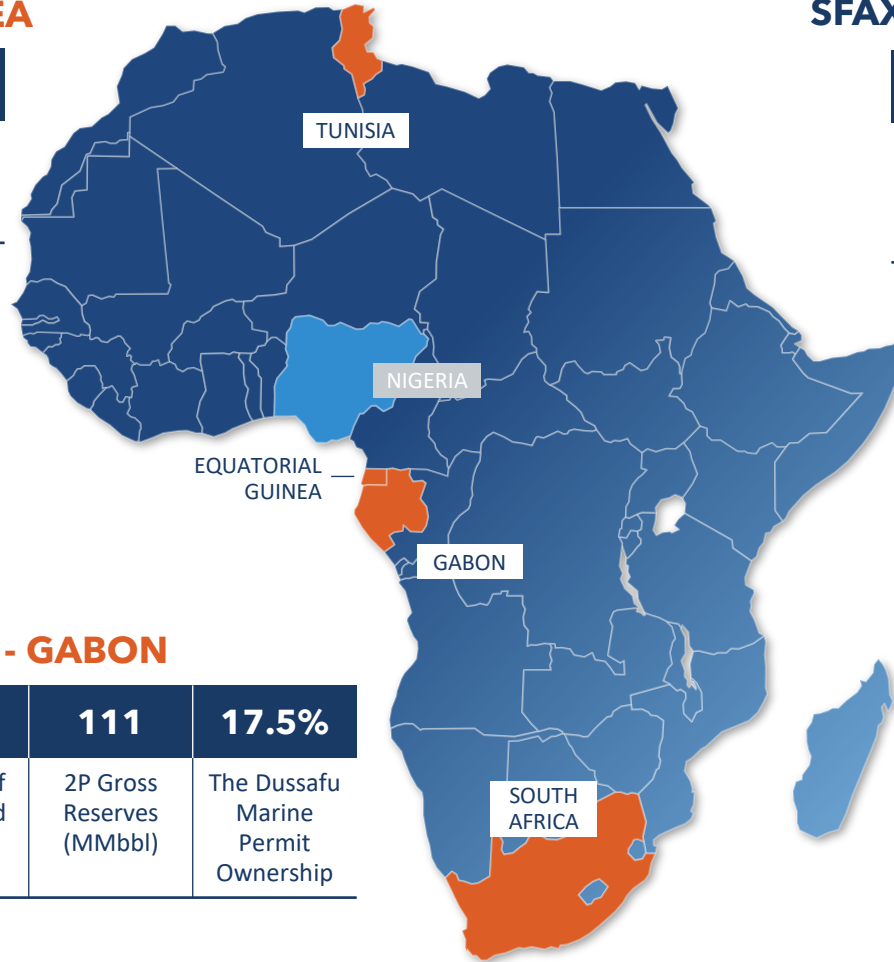 EA
SFAX
TUNISIA
NIGERIA
EQUATORIAL
GUINEA
GABON
- GABON
111
17.5%
2P Gross
Reserves
(MMbbl)
The Dussafu
Marine
Permit
Ownership
SOUTH
AFRICA